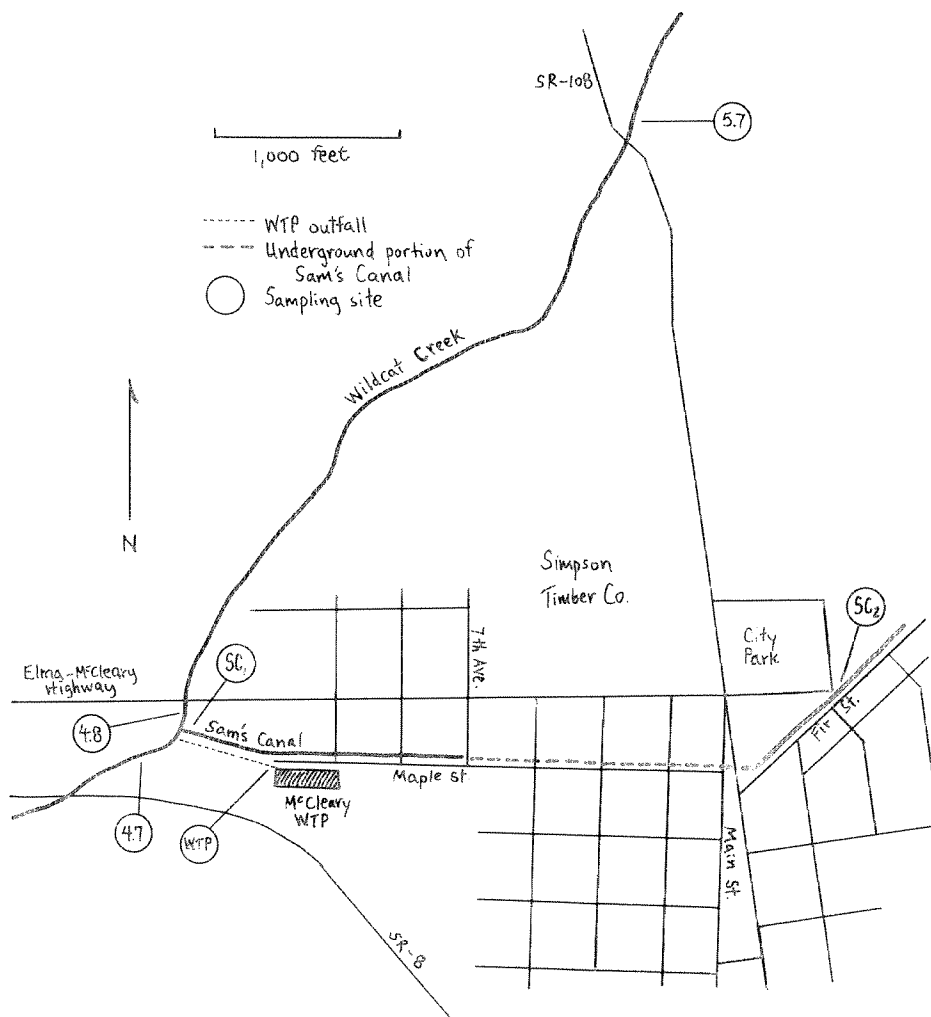 SR-108
5.7
1,000 feet
WTP outfall
Underground portion of
Sam's Canal
Sampling site
Wildcat Creek
N
Simpson
Timber Co.
SC2
City
Park
7th Ave.
SC1
Elma-McCleary
Highway
4.8
Sam's Canal
Fir St.
Maple St
McCleary
WTP
4.7
WTP
Main St.
SR-8